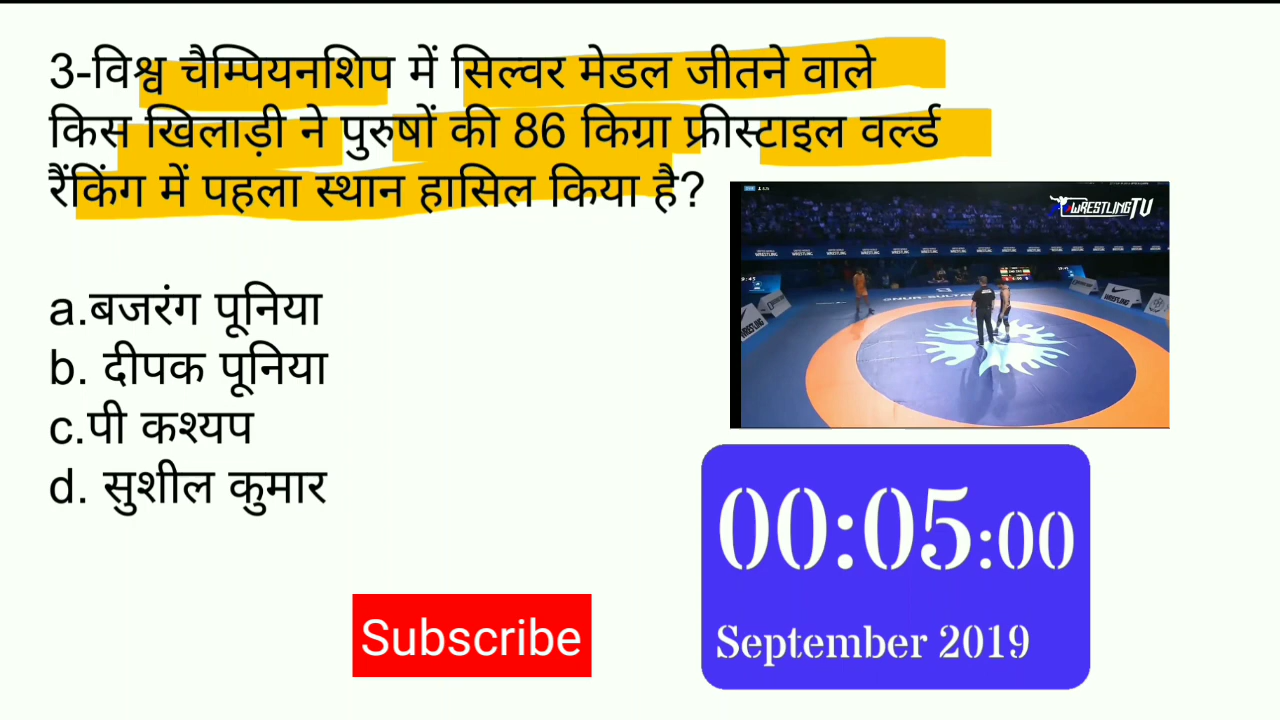 3-विश्व चैम्पियनशिप में सिल्वर मेडल जीतने वाले
किस खिलाड़ी ने पुरुषों की 86 किग्रा फ्रीस्टाइल वर्ल्ड
रैंकिंग में पहला स्थान हासिल किया है?
WRESTLINGTV
WRESTLING
a.बजरंग पूनिया
b. दीपक पूनिया
c.पी कश्यप
d. सुशील कुमार
00:05:00
September 2019
Subscribe